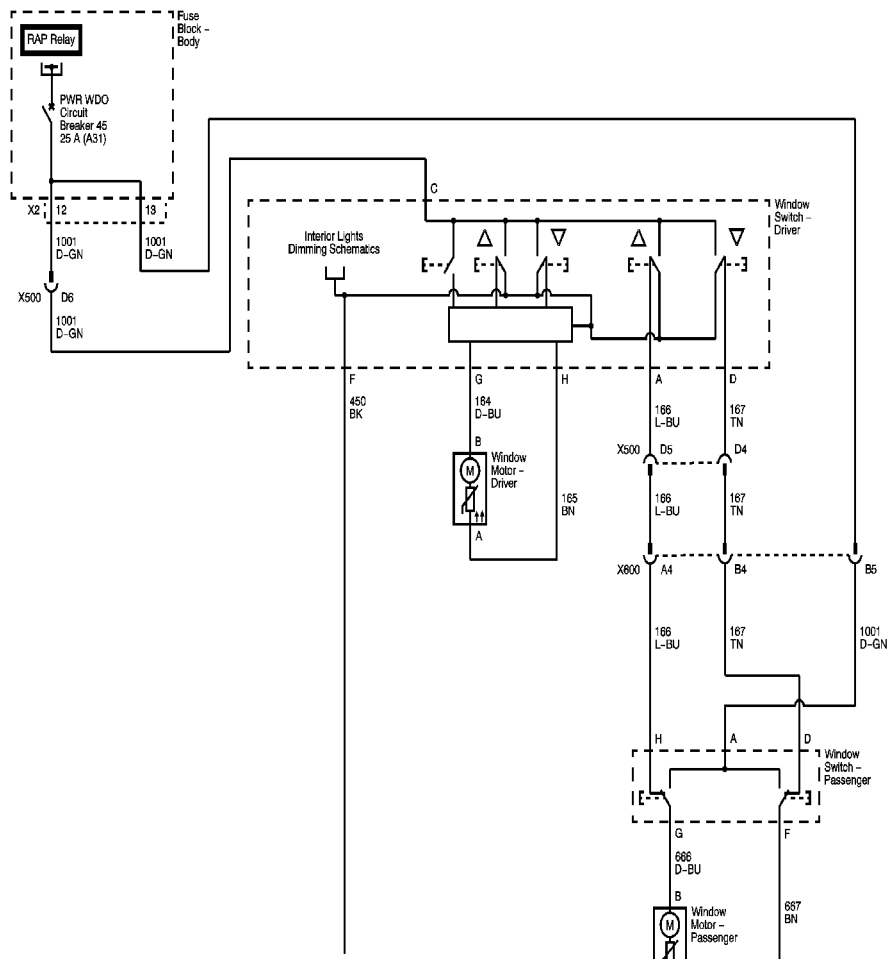 RAP Relay
Fuse
Block –
Body
PWR WDO
Circuit
Breaker 45
25 A (A31)
X2
12
13
1001
D-GN
1001
D-GN
X500
D6
1001
D-GN
C
Window
Switch –
Driver
Interior Lights
Dimming Schematics
F
G
H
A
D
450
BK
164
D-BU
166
L-BU
167
TN
B
Window
Motor –
Driver
M
A
165
BN
X500
D5
D4
166
L-BU
167
TN
X600
A4
B4
B5
166
L-BU
167
TN
1001
D-GN
H
A
D
Window
Switch –
Passenger
G
F
666
D-BU
B
667
BN
Window
Motor –
Passenger
M